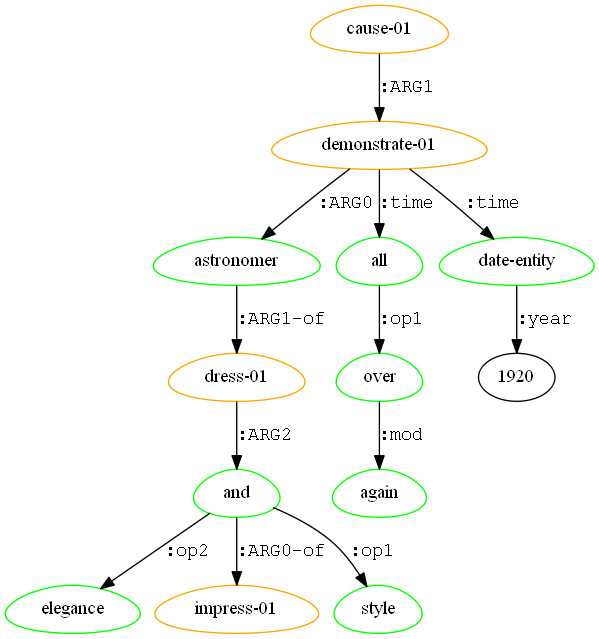 cause-01
:ARG1
demonstrate-01
:ARG0 :time :time
astronomer all date-entity
:ARG1-of :op1 :year
dress-01 over 1920
:ARG2 :mod
and again
:op2 :ARG0-of :op1
elegance impress-01 style